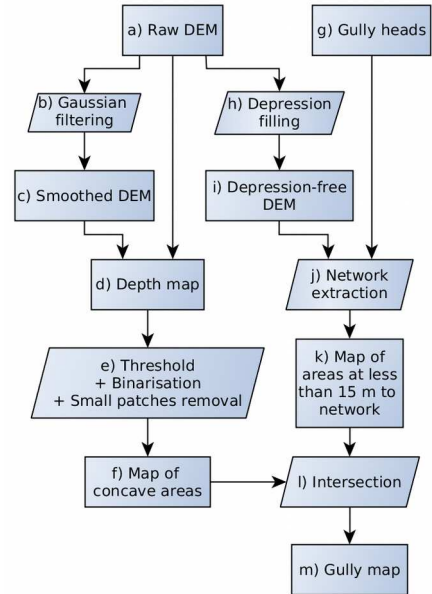 a) Raw DEM
g) Gully heads
b) Gaussian
filtering
h) Depression
filling
c) Smoothed DEM
i) Depression-free
DEM
d) Depth map
j) Network
extraction
e) Threshold
+ Binarisation
+ Small patches removal
k) Map of
areas at less
than 15 m to
network
f) Map of
concave areas
l) Intersection
m) Gully map